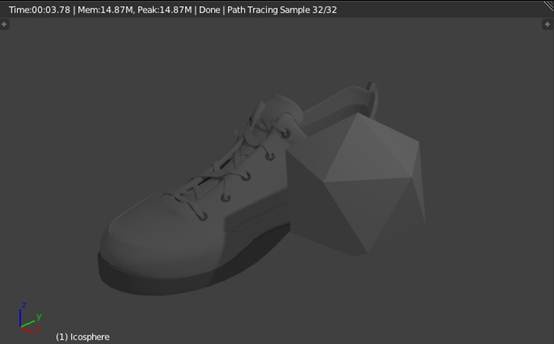 Time:00:03.78 | Mem:14.87M, Peak:14.87M | Done | Path Tracing Sample 32/32
z
y
(1) Icosphere